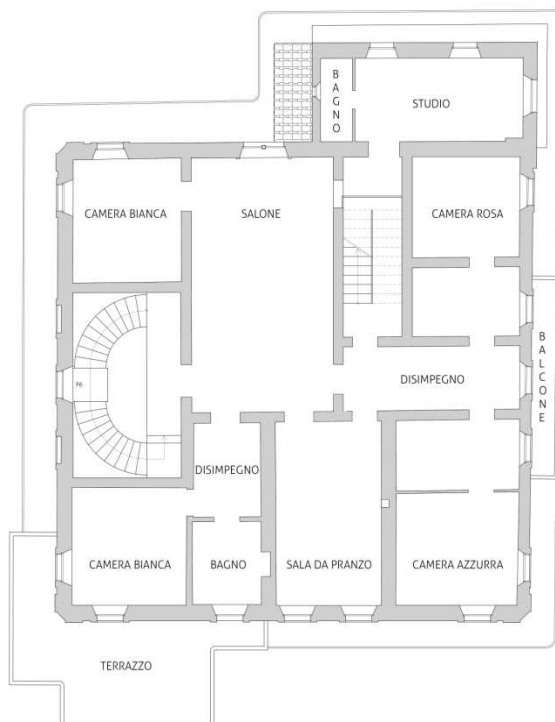 BAGNO
STUDIO
CAMERA BIANCA
SALONE
CAMERA ROSA
BALCONE
DISIMPEGNO
DISIMPEGNO
CAMERA BIANCA
BAGNO
SALA DA PRANZO
CAMERA AZZURRA
TERRAZZO